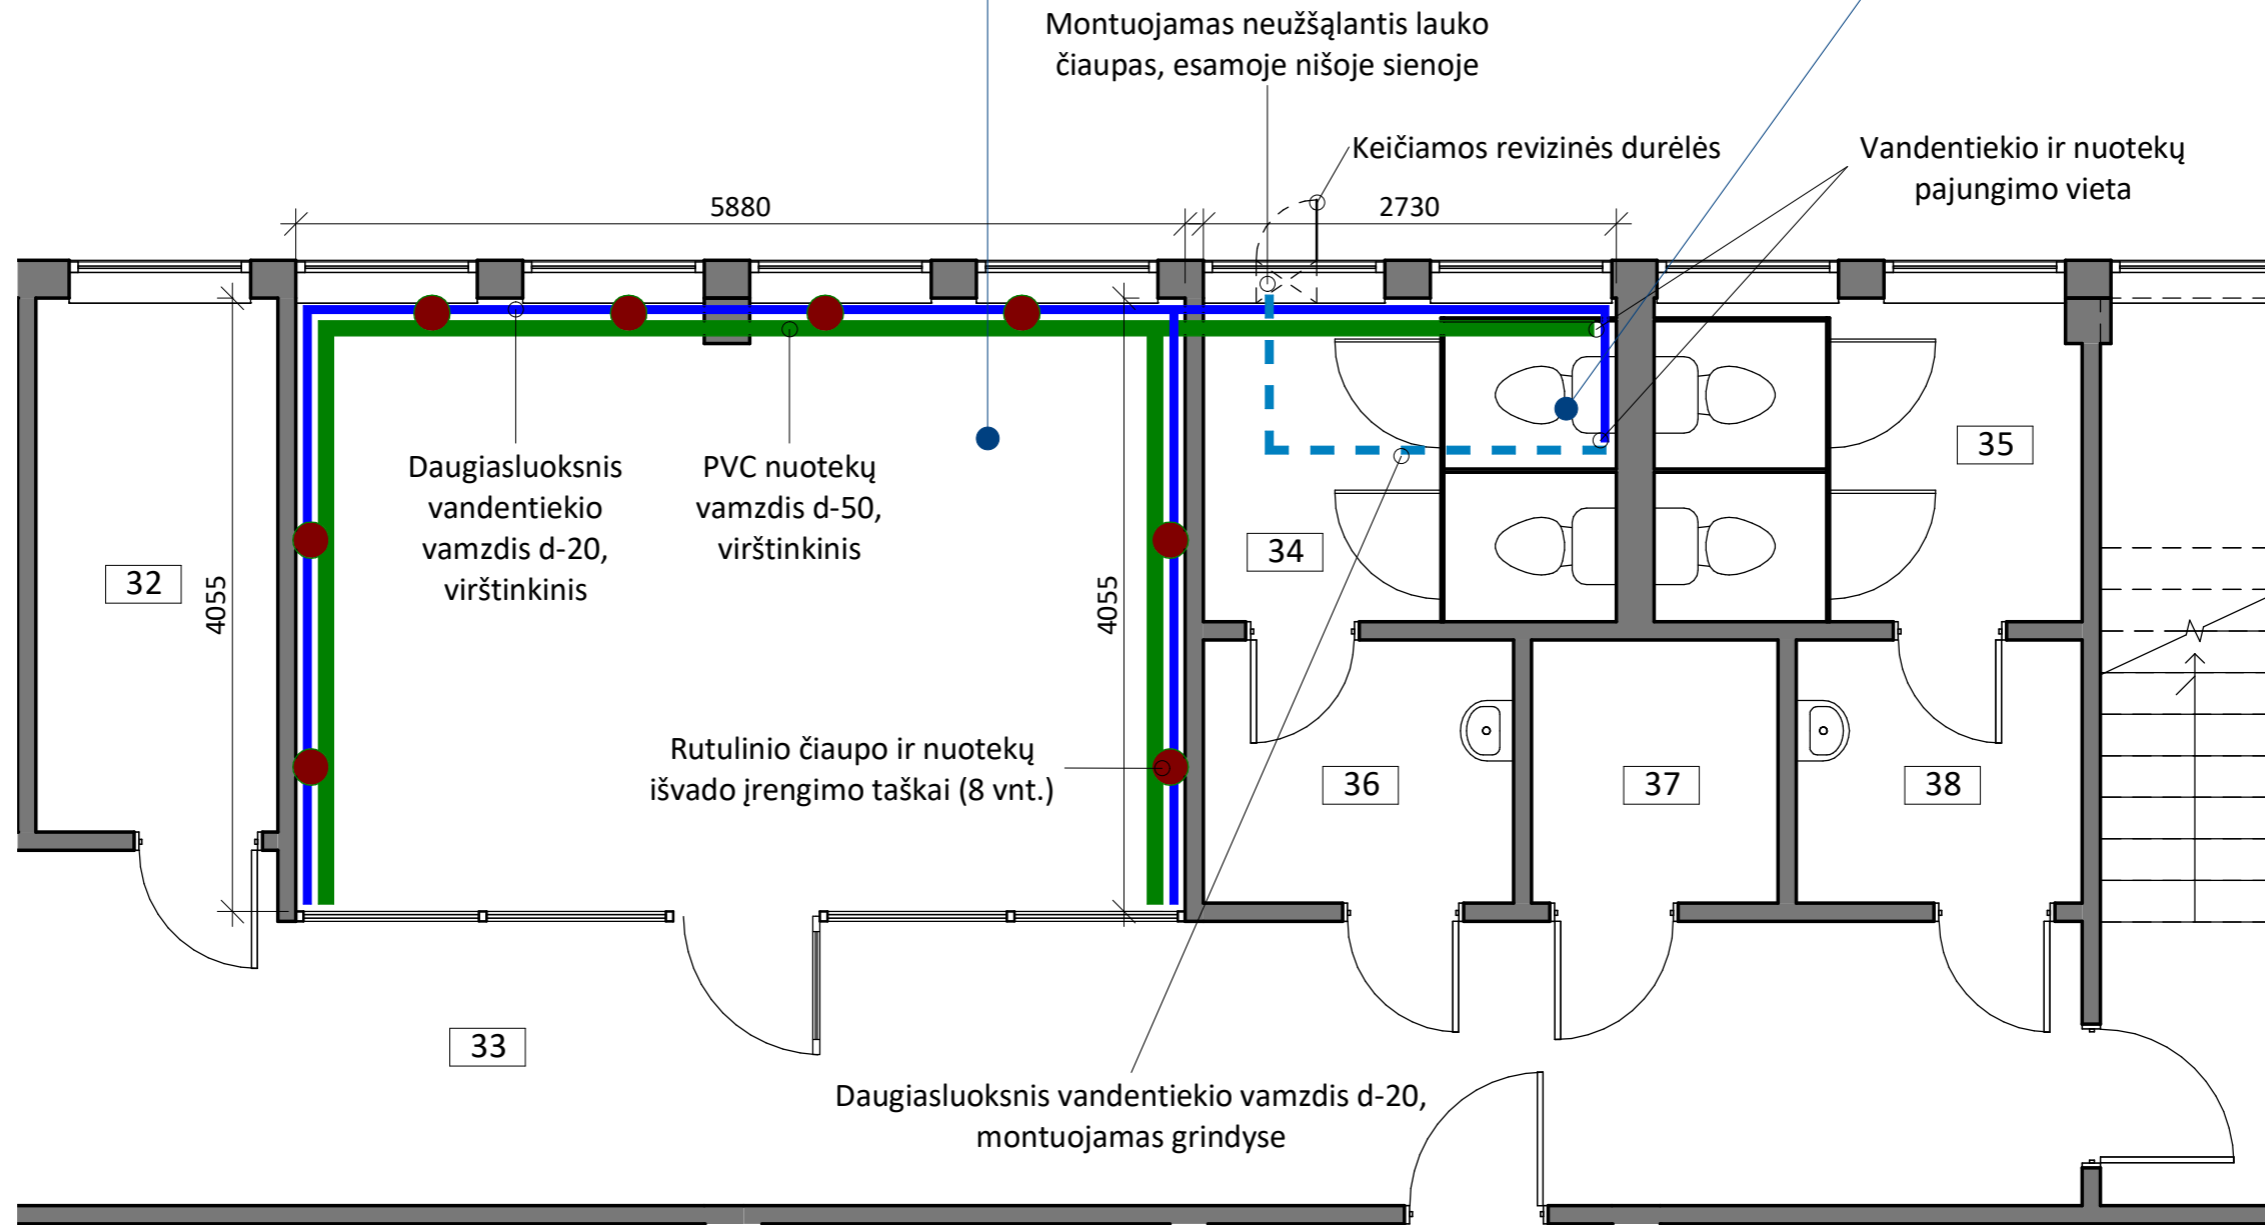 Montuojamas neužšąlantis lauko
čiaupas, esamoje nišoje sienoje
Keičiamos revizinės durėlės
Vandentiekio ir nuotekų
pajungimo vieta
5880
2730
Daugiasluoksnis
vandentiekio
vamzdis d-20,
virštinkinis
PVC nuotekų
vamzdis d-50,
virštinkinis
35
34
32
4055
4055
Rutulinio čiaupo ir nuotekų
išvado įrengimo taškai (8 vnt.)
36
37
38
33
Daugiasluoksnis vandentiekio vamzdis d-20,
montuojamas grindyse